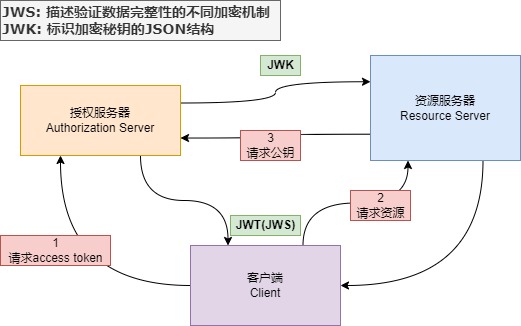 JWS: 描述验证数据完整性的不同加密机制
JWK: 标识加密秘钥的JSON结构
JWK
授权服务器
Authorization Server
资源服务器
Resource Server
3
请求公钥
2
请求资源
JWT(JWS)
1
请求access token
客户端
Client